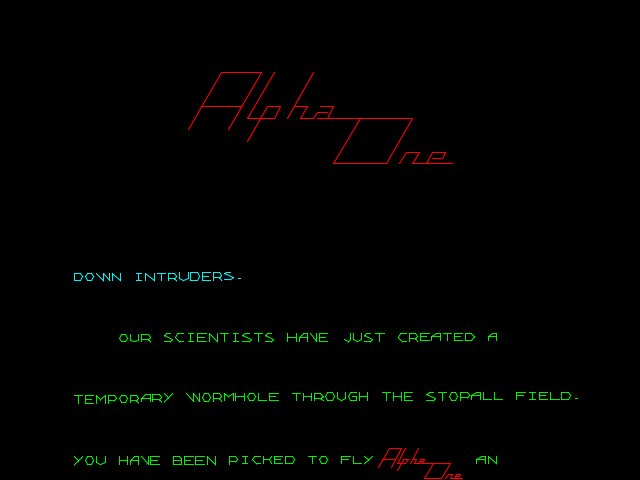 Alpha
One
DOWN INTRUDERS.
OUR SCIENTISTS HAVE JUST CREATED A
TEMPORARY WORMHOLE THROUGH THE STOPALL FIELD.
YOU HAVE BEEN PICKED TO FLY Alpha One AN